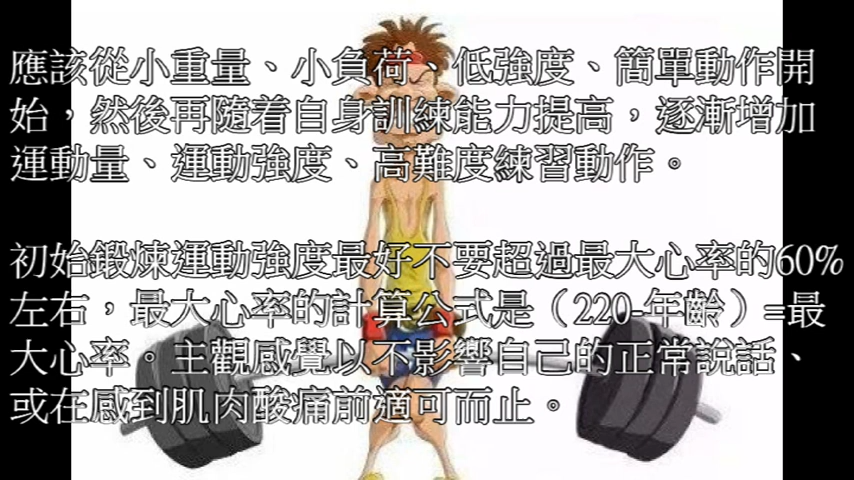 應該從小重量、小負荷、低強度、簡單動作開
始，然後再隨着自身訓練能力提高，逐漸增加
運動量、運動強度、高難度練習動作。
初始鍛煉運動強度最好不要超過最大心率的60%
左右，最大心率的計算公式是（220-年齡）=最
大心率。主觀感覺以不影響自己的正常說話、
或在感到肌肉酸痛前適可而止。